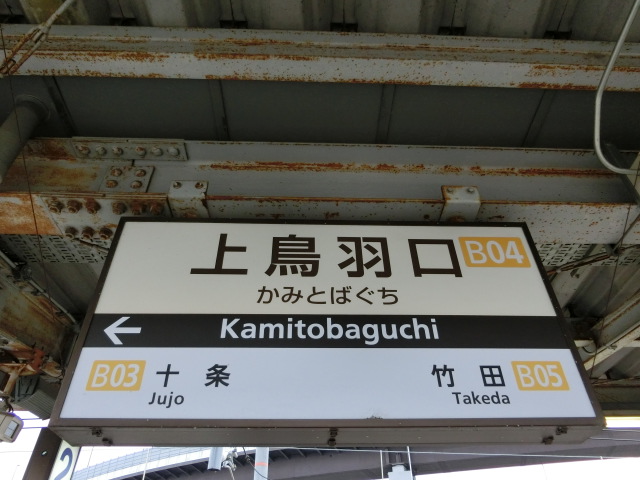 上鳥羽口 B04
かみとばぐち
← Kamitobaguchi
B03 十条 竹田 B05
Jujo Takeda
2